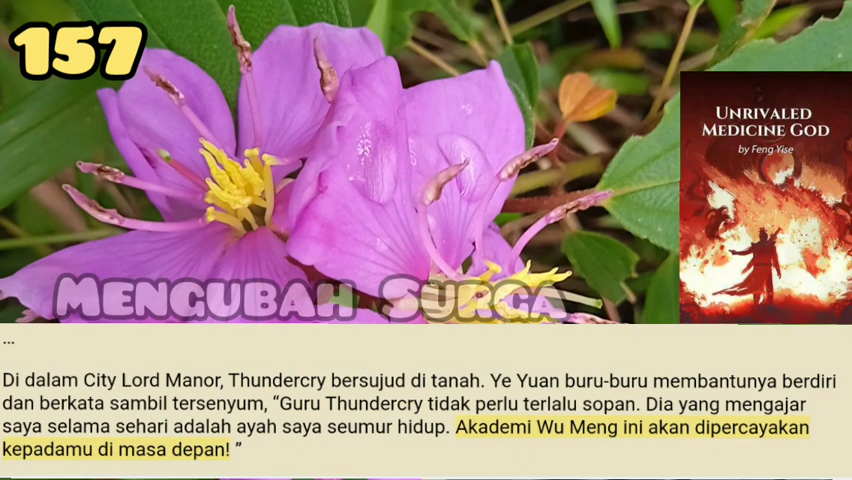 157
UNRIVALED
MEDICINE GOD
by Feng Yise
MENGUBAH SURGA
...
Di dalam City Lord Manor, Thundercry bersujud di tanah. Ye Yuan buru-buru membantunya berdiri
dan berkata sambil tersenyum, “Guru Thundercry tidak perlu terlalu sopan. Dia yang mengajar
saya selama sehari adalah ayah saya seumur hidup. Akademi Wu Meng ini akan dipercayakan
kepadamu di masa depan! ”